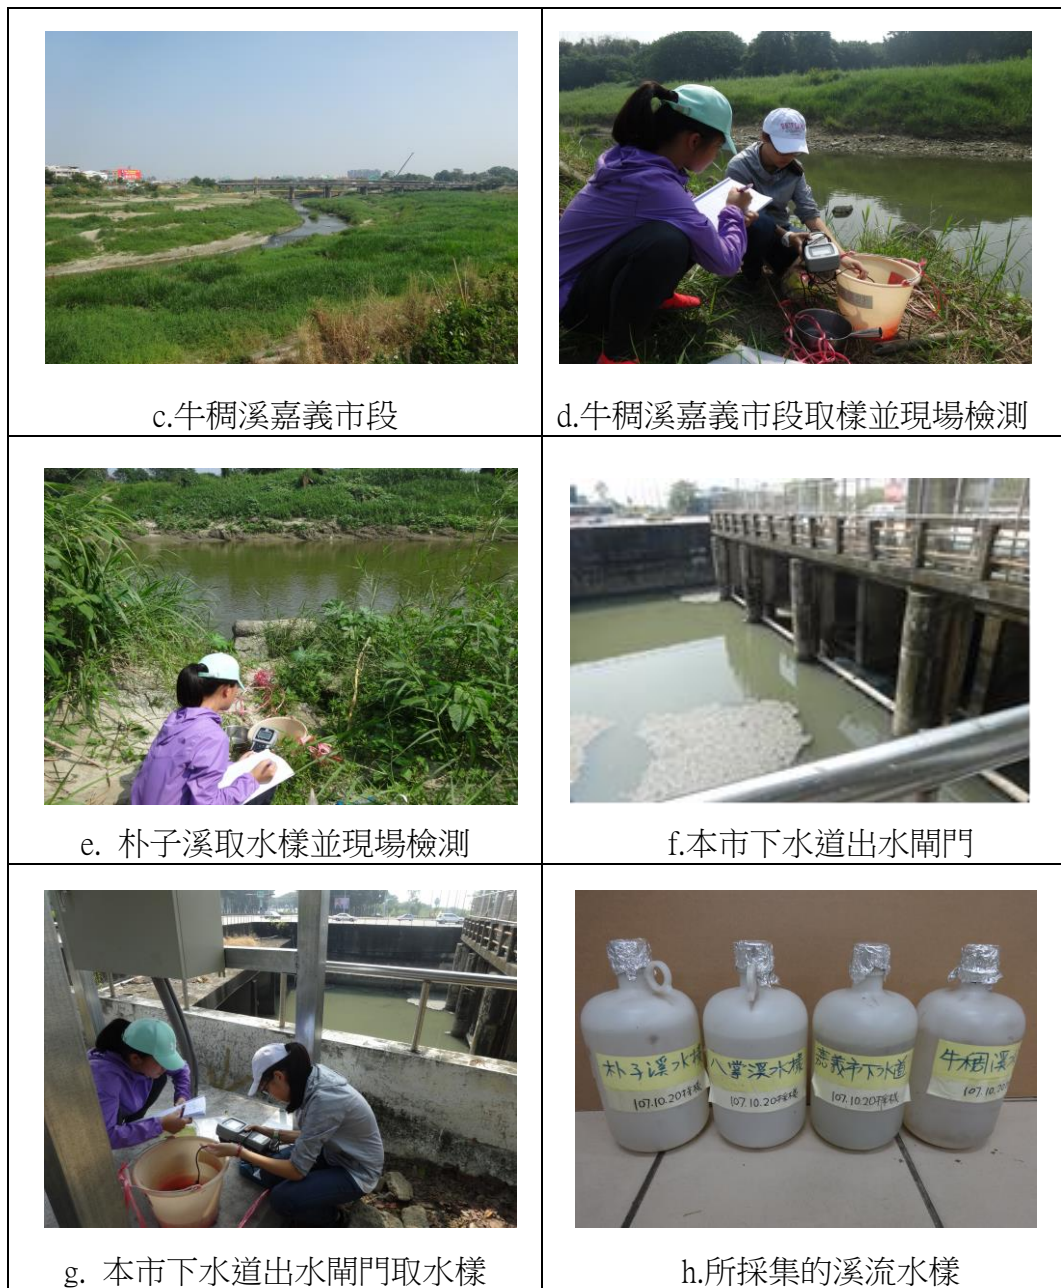 c.牛稠溪嘉義市段
d.牛稠溪嘉義市段取樣並現場檢測
e. 朴子溪取水樣並現場檢測
f.本市下水道出水閘門
g. 本市下水道出水閘門取水樣
朴子溪水樣
107.10.20採樣
八掌溪水樣
107.10.20採樣
嘉義市下水道
107.10.20採樣
牛稠溪水
107.10.20
h.所採集的溪流水樣